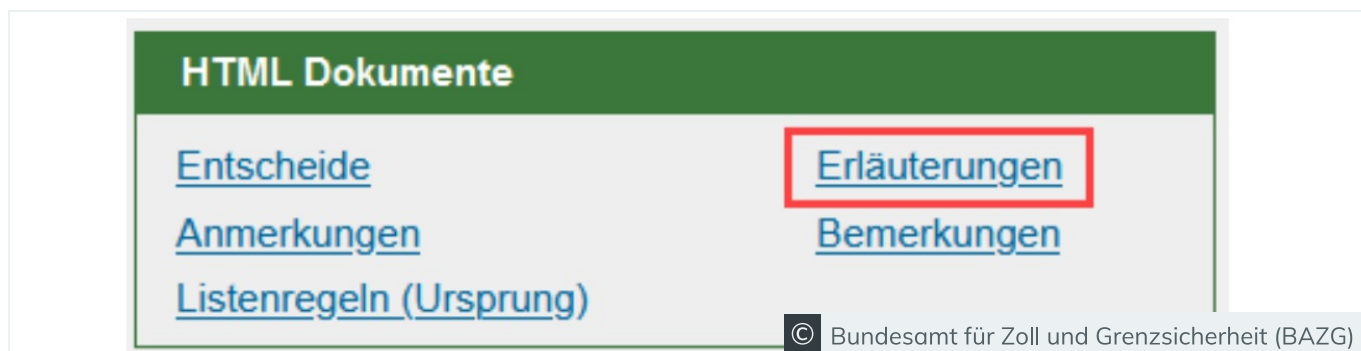 HTML Dokumente
Entscheide Erläuterungen
Anmerkungen Bemerkungen
Listenregeln (Ursprung)
© Bundesamt für Zoll und Grenzsicherheit (BAZG)